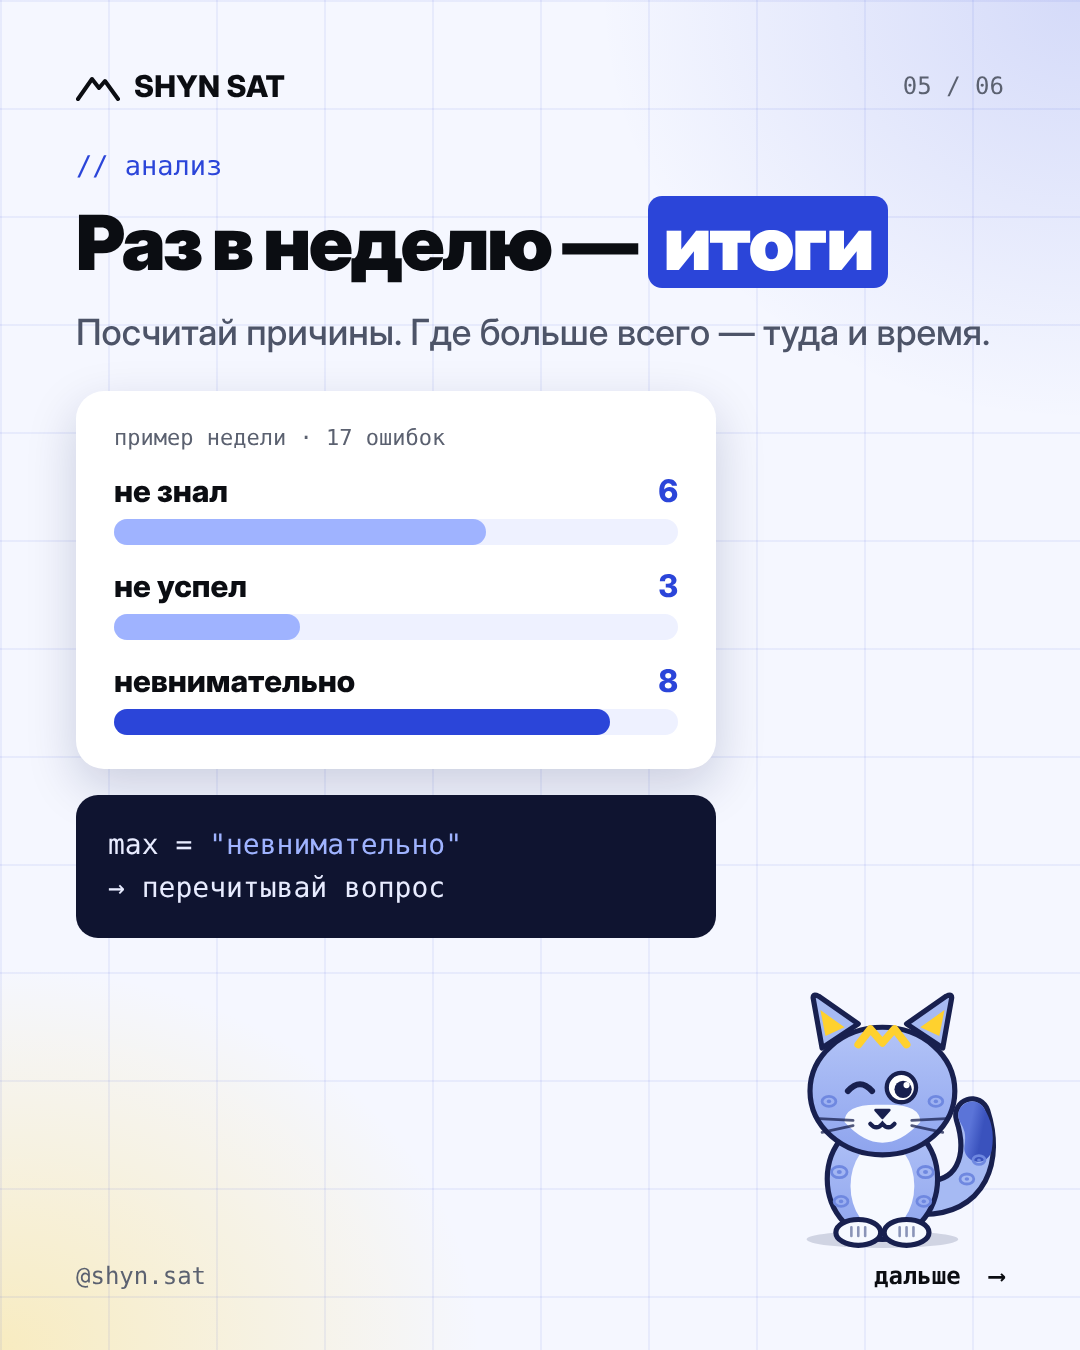 SHYN SAT
05 / 06
// анализ
Раз в неделю — итоги
Посчитай причины. Где больше всего — туда и время.
пример недели · 17 ошибок
не знал 6
не успел 3
невнимательно 8
max = "невнимательно"
→ перечитывай вопрос
@shyn.sat
дальше →